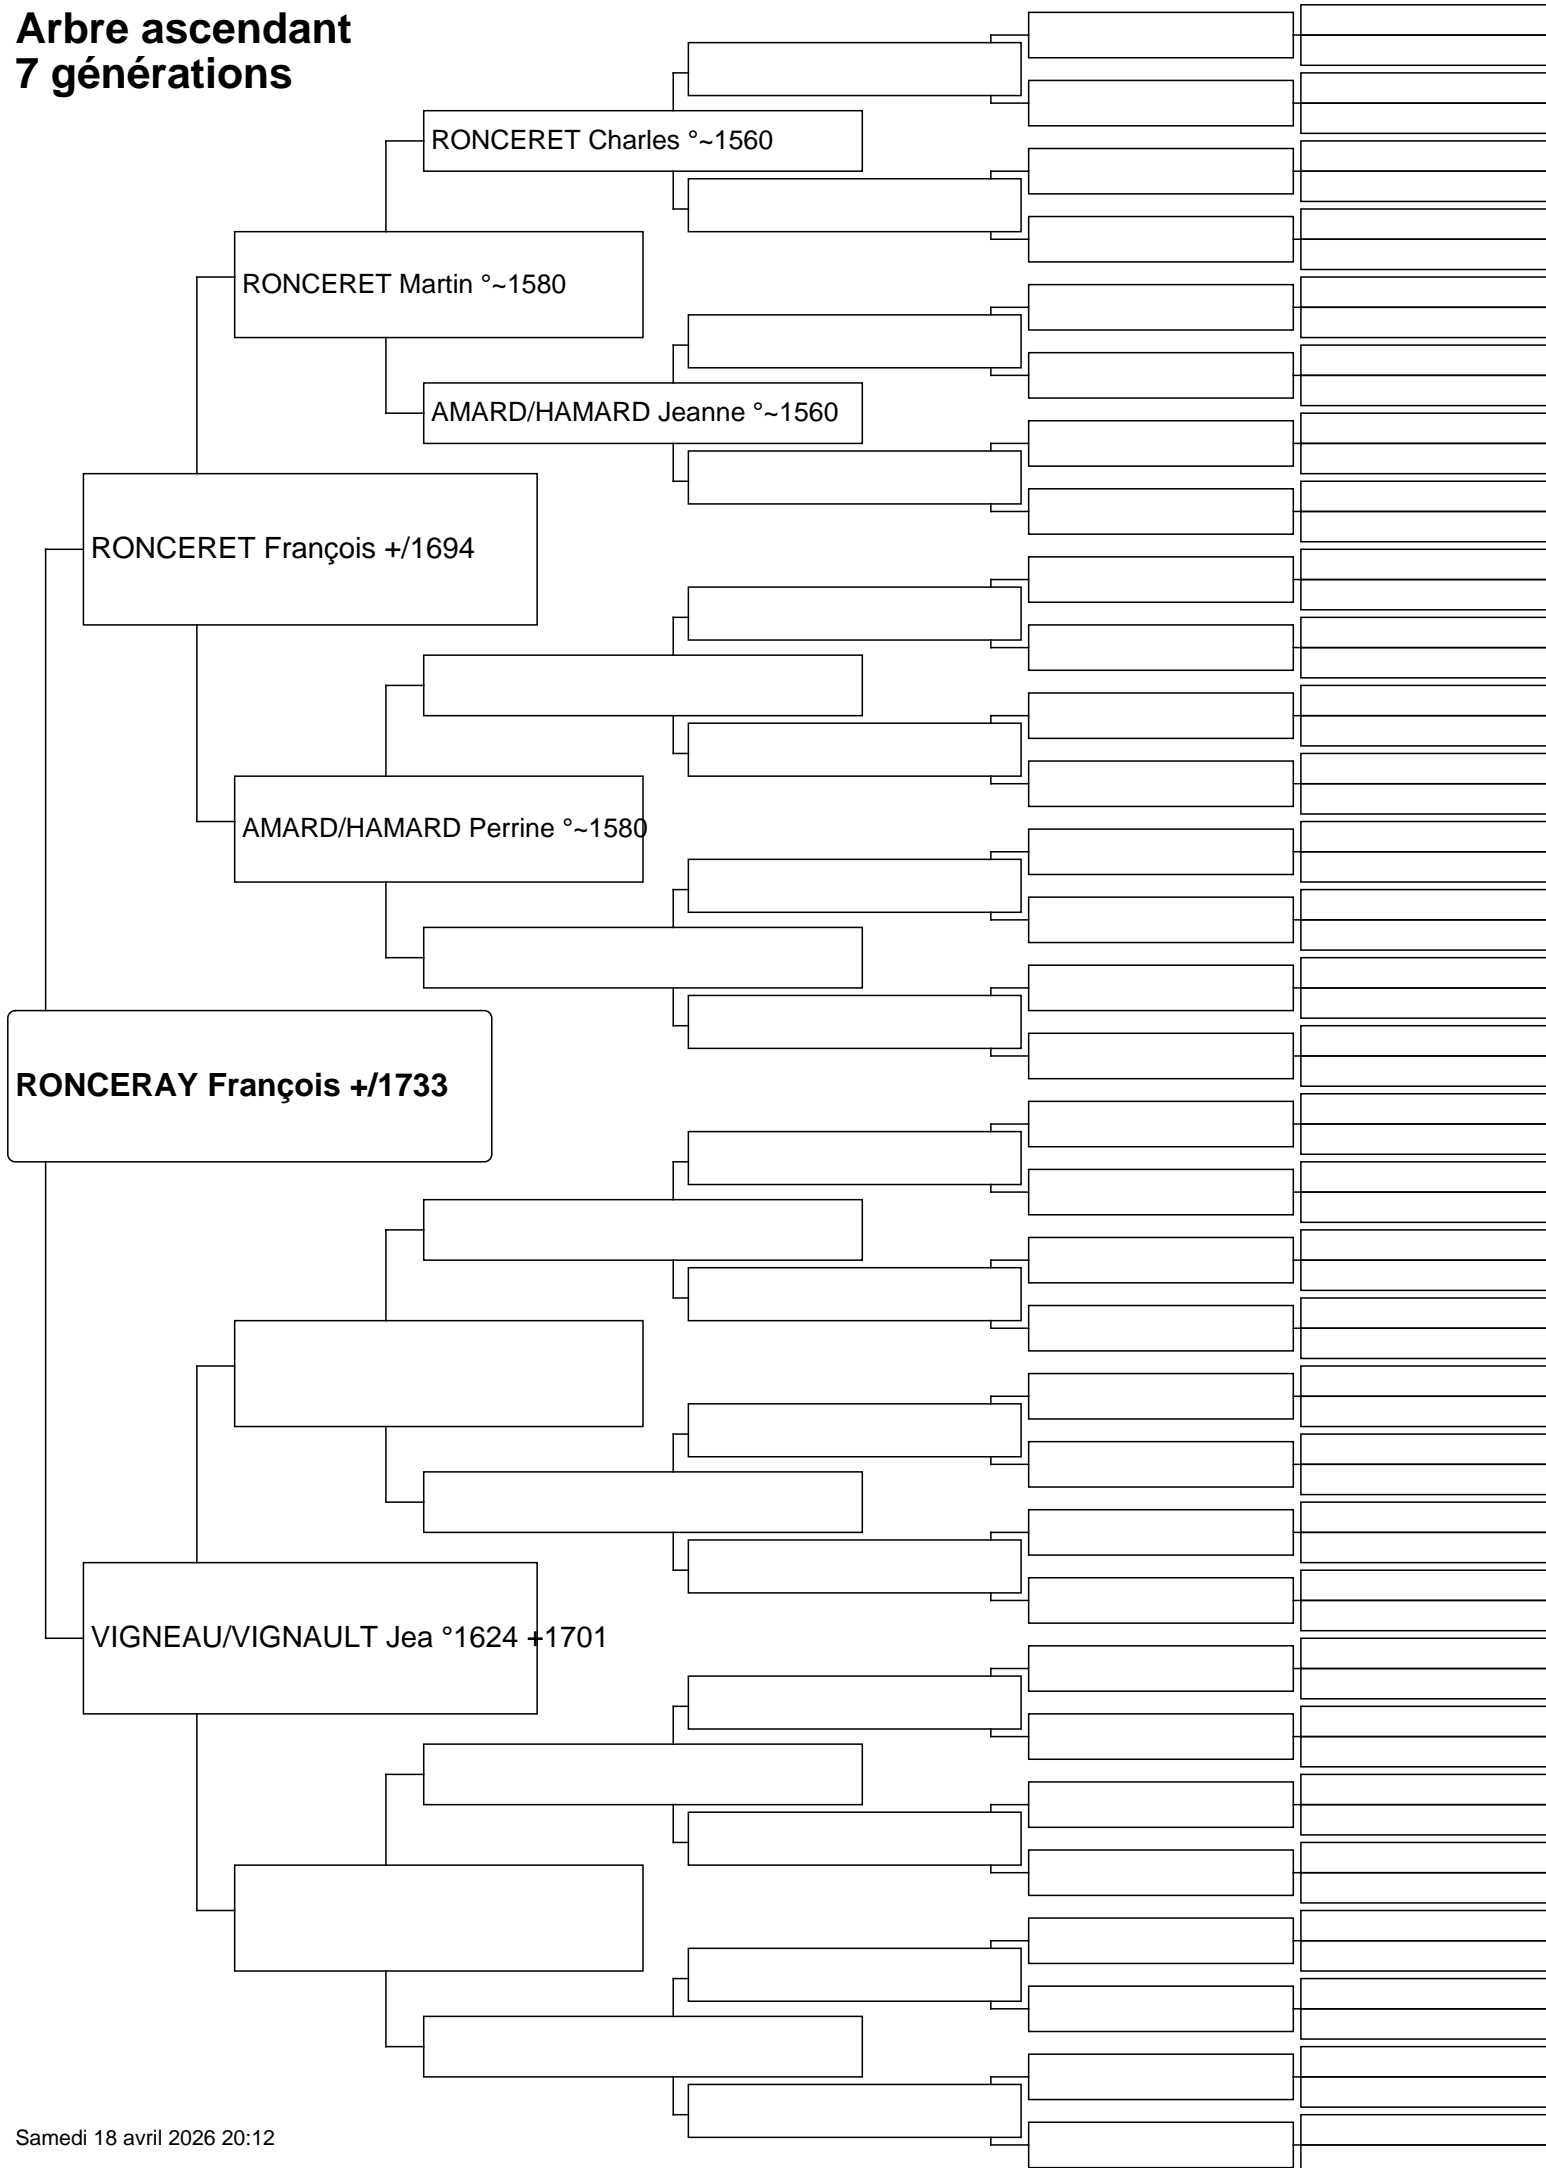 Arbre ascendant
7 générations
RONCERET Charles °~1560
RONCERET Martin °~1580
AMARD/HAMARD Jeanne °~1560
RONCERET François +/1694
AMARD/HAMARD Perrine °~1580
RONCERAY François +/1733
VIGNEAU/VIGNAULT Jea °1624 +1701
Samedi 18 avril 2026 20:12